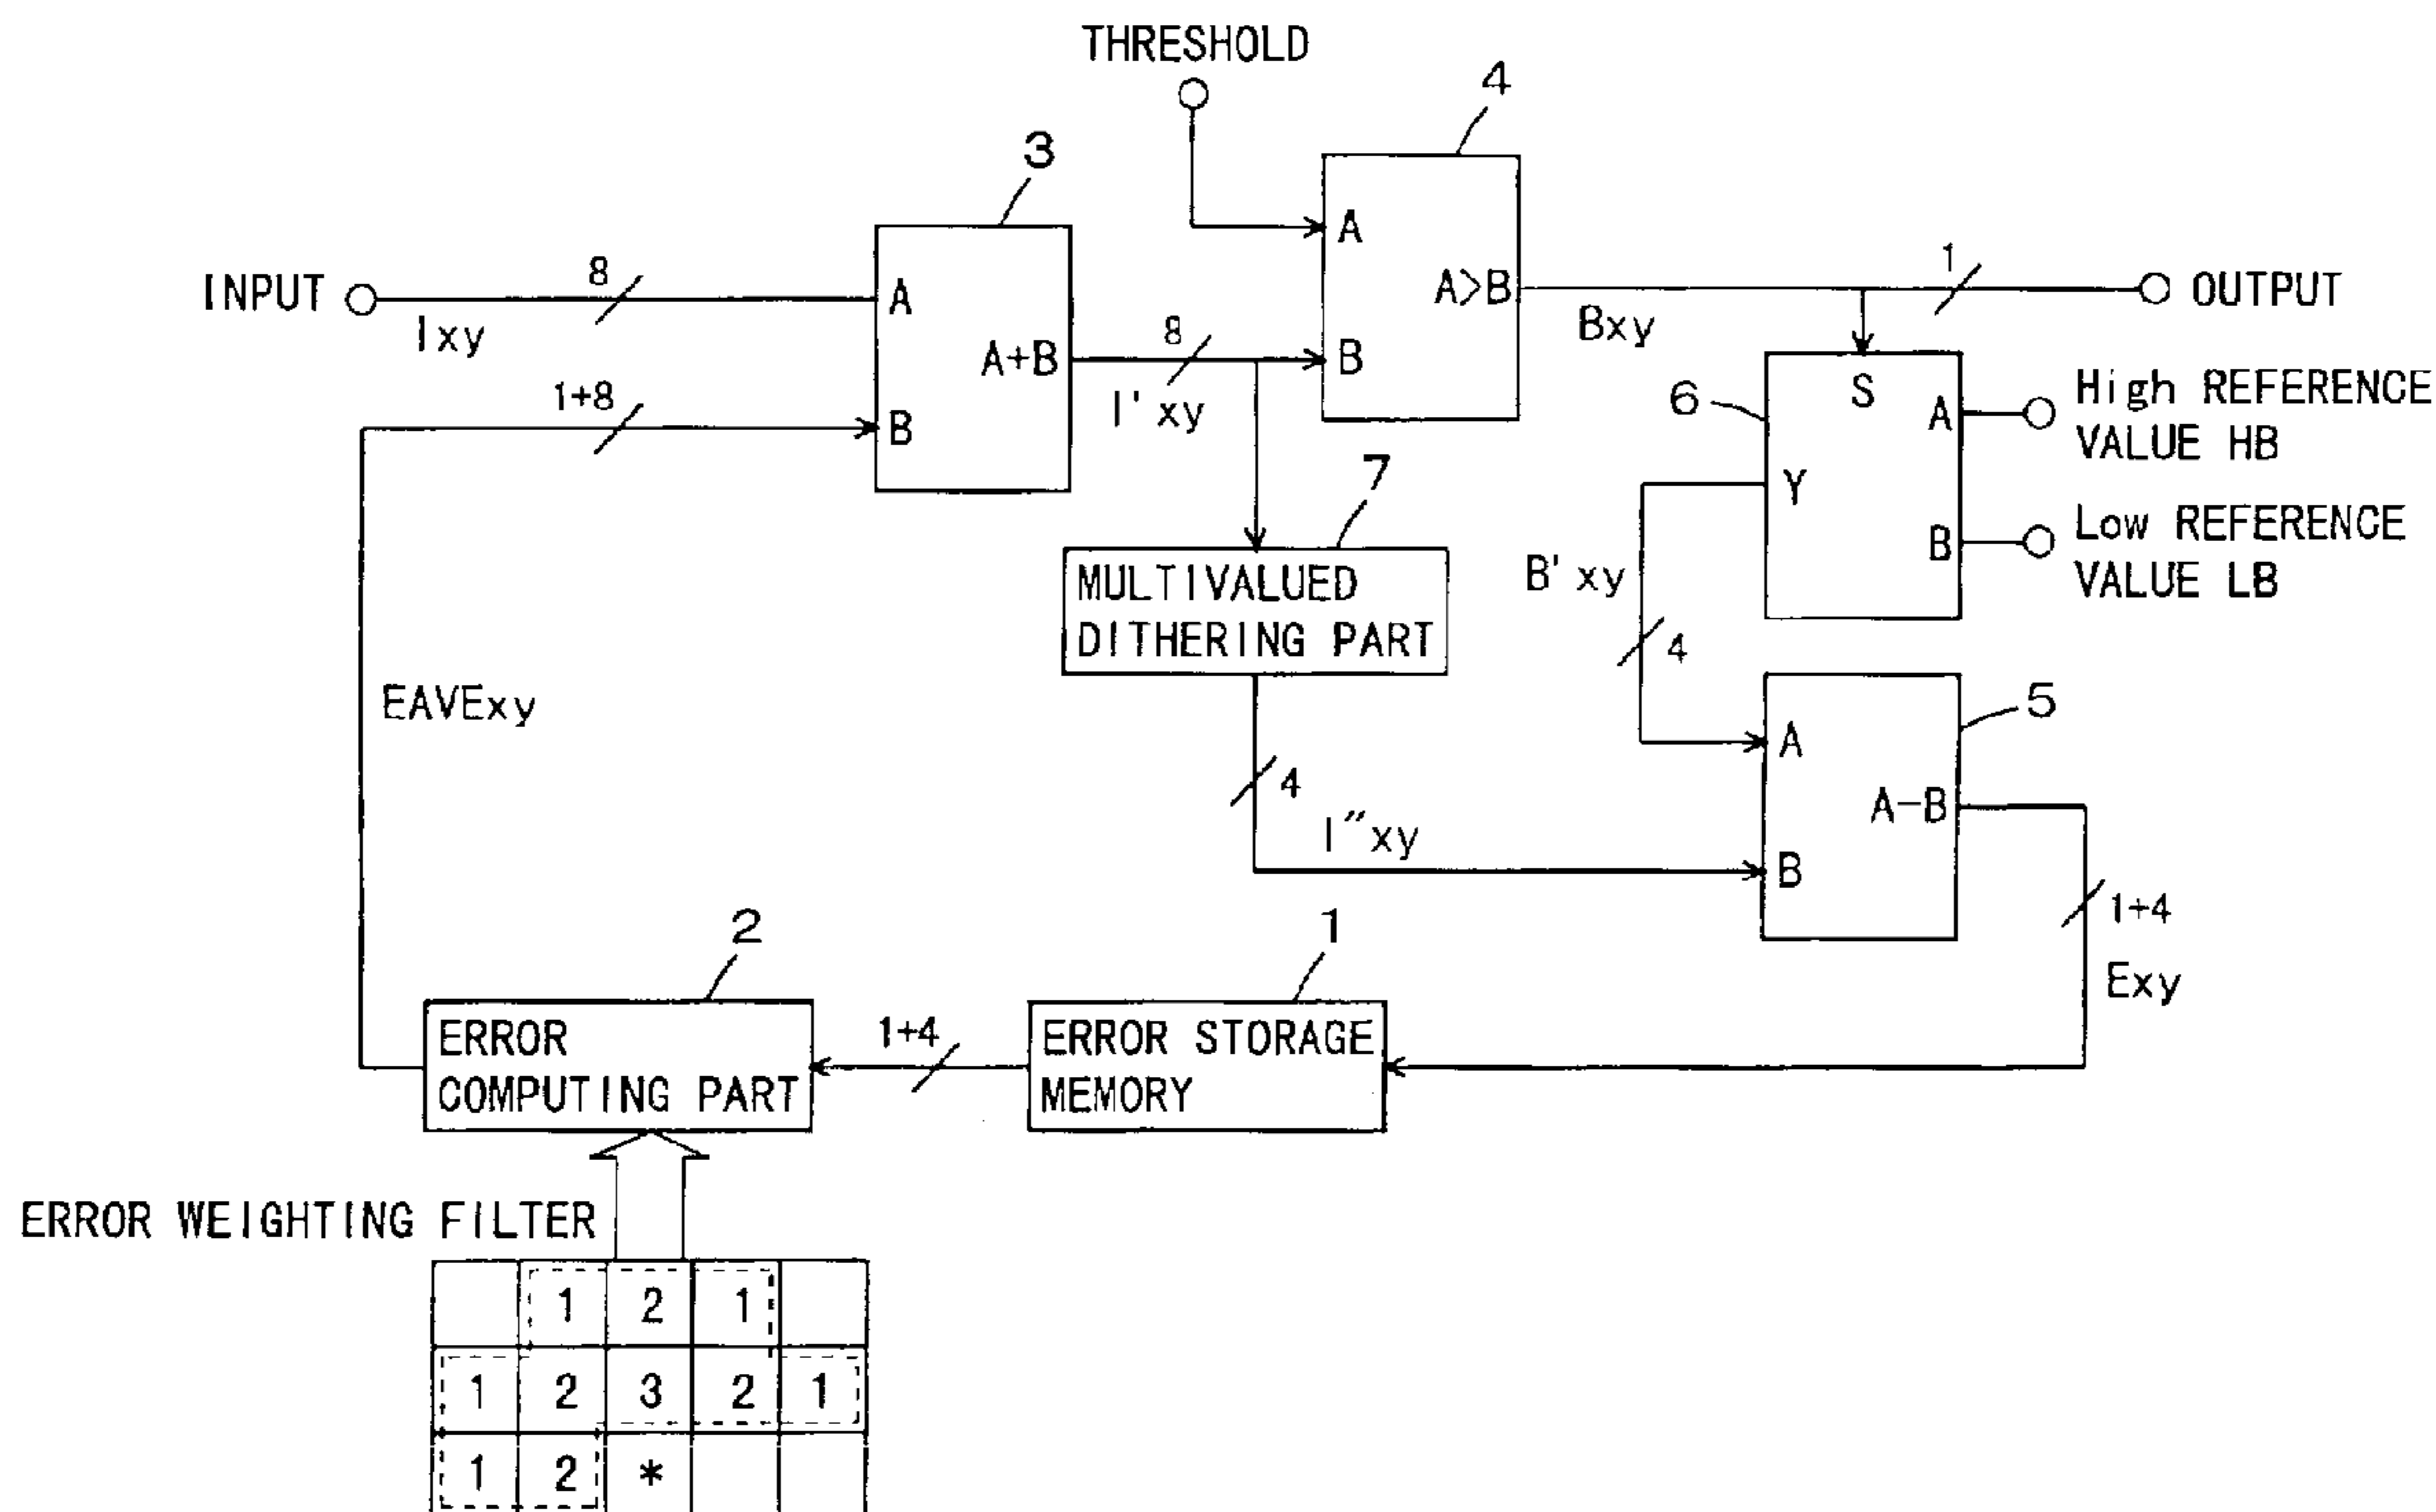 THRESHOLD
4
3
A
8
INPUT
A
A>B
1
OUTPUT
Ixy
Bxy
8
A+B
B
S
High REFERENCE
VALUE HB
6
A
1+8
I'xy
B
7
Y
Low REFERENCE
VALUE LB
B
B'xy
MULTIVALUED
DITHERING PART
4
5
EAVExy
A
4
A-B
I"xy
B
1+4
2
1
Exy
ERROR
COMPUTING PART
1+4
ERROR STORAGE
MEMORY
ERROR WEIGHTING FILTER
1 2 1
1 2 3 2 1
1 2 *